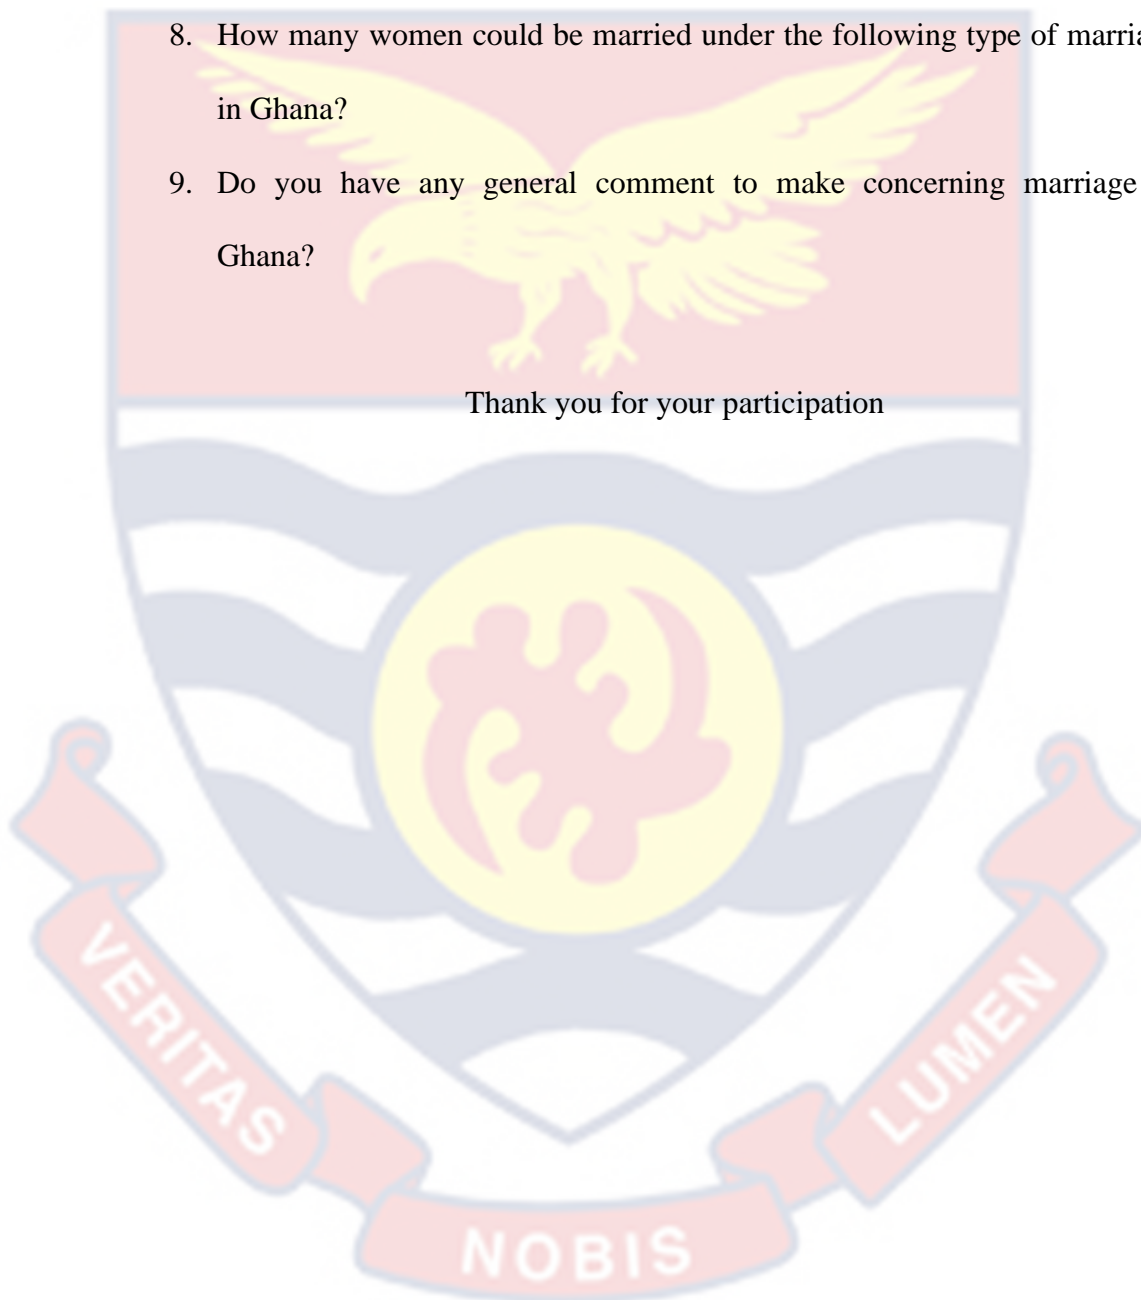 8. How many women could be married under the following type of marria
in Ghana?
9. Do you have any general comment to make concerning marriage
Ghana?
Thank you for your participation
VERITAS
NOBIS
LUMEN